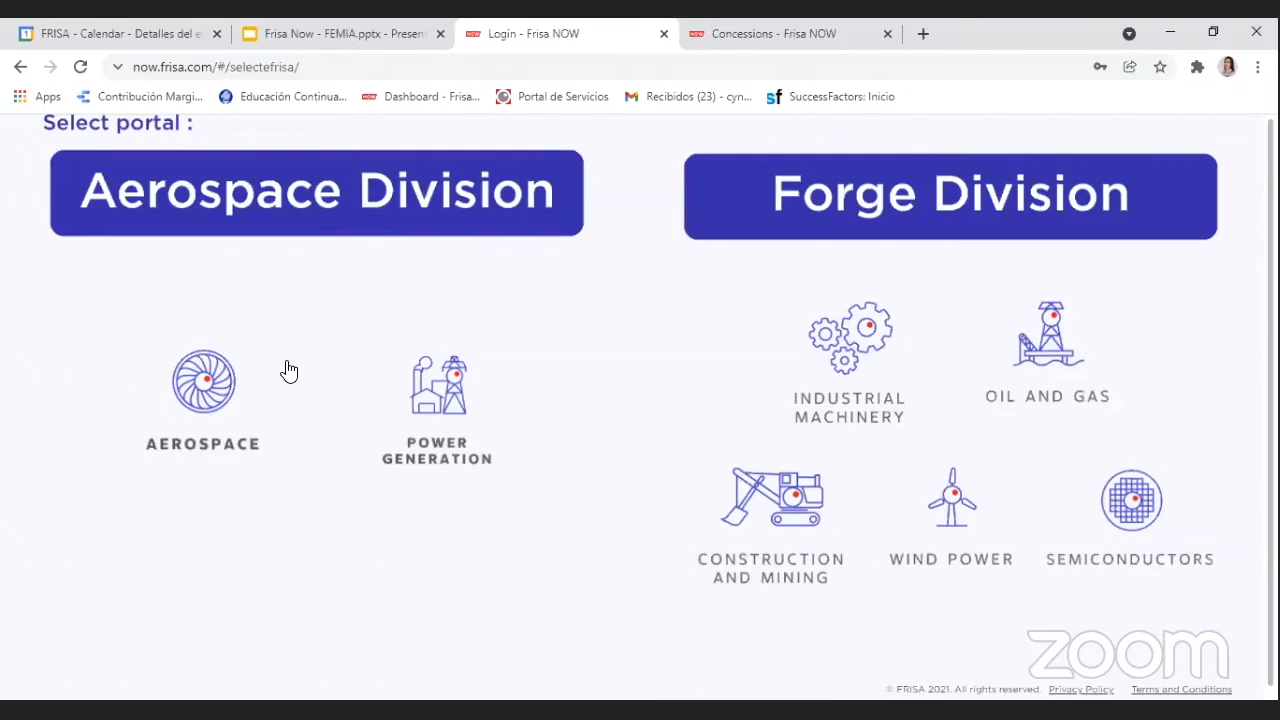 FRISA - Calendar - Detalles del e
Frisa Now - FEMIA.pptx - Present
Login - Frisa NOW
Concessions - Frisa NOW
now.frisa.com/#/selectefrisa/
Apps
Contribución Margi...
Educación Continua...
Dashboard - Frisa...
Portal de Servicios
Recibidos (23) - cyn...
SuccessFactors: Inicio
Select portal :
Aerospace Division
Forge Division
AEROSPACE
POWER
GENERATION
INDUSTRIAL
MACHINERY
OIL AND GAS
CONSTRUCTION
AND MINING
WIND POWER
SEMICONDUCTORS
zoom
© FRISA 2021. All rights reserved. Privacy Policy Terms and Conditions